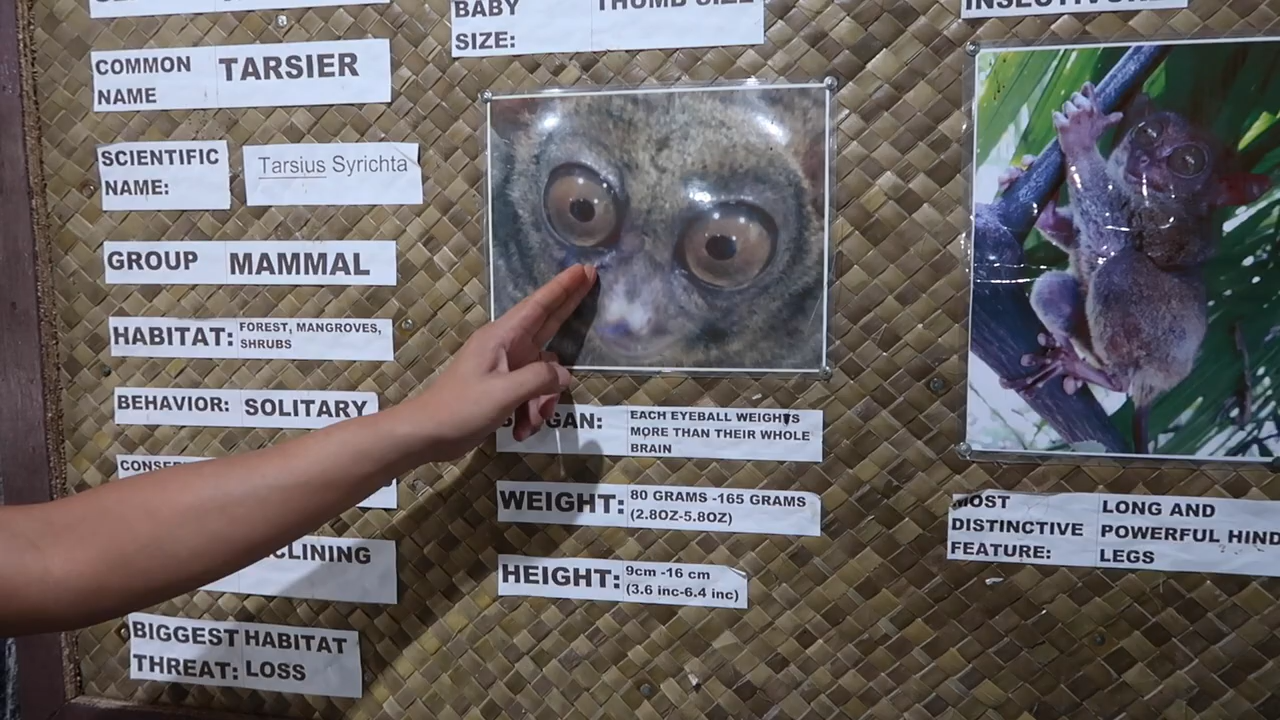 BABY
SIZE:
THUMB SIZE
COMMON
NAME
TARSIER
SCIENTIFIC
NAME:
Tarsius Syrichta
GROUP MAMMAL
HABITAT:
FOREST, MANGROVES,
SHRUBS
BEHAVIOR: SOLITARY
BIGGEST
THREAT:
HABITAT
LOSS
EACH EYEBALL WEIGHTS
MORE THAN THEIR WHOLE
BRAIN
WEIGHT:
80 GRAMS -165 GRAMS
(2.8OZ-5.8OZ)
HEIGHT:
9cm -16 cm
(3.6 inc-6.4 inc)
MOST
DISTINCTIVE
FEATURE:
LONG AND
POWERFUL HIND
LEGS